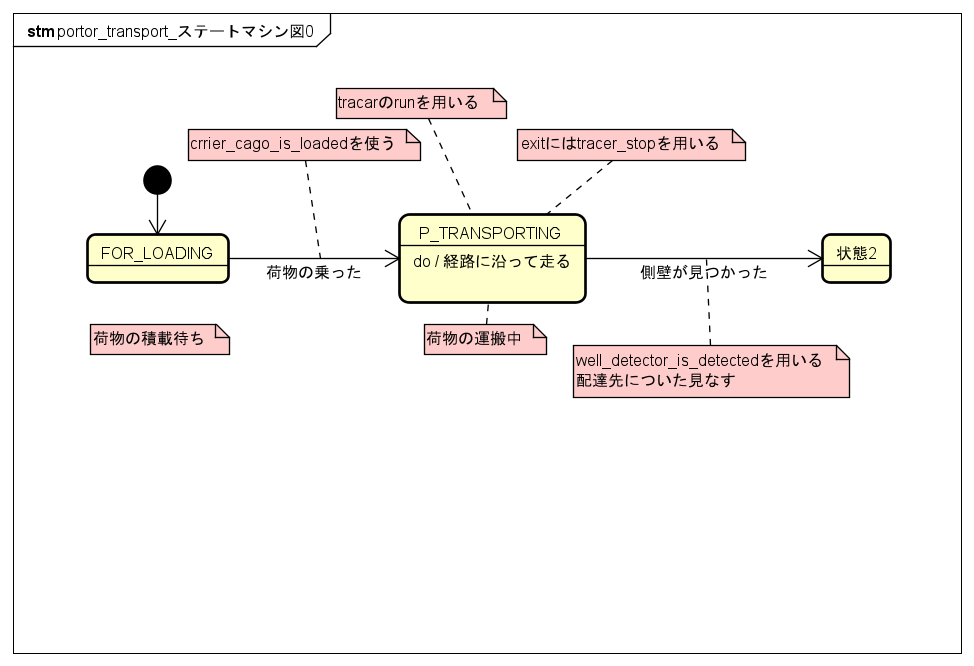 stm portor_transport_ステートマシン図0
tracarのrunを用いる
crrier_cago_is_loadedを使う
exitにはtracer_stopを用いる
FOR_LOADING
荷物の乗った
P_TRANSPORTING
do / 経路に沿って走る
側壁が見つかった
状態2
荷物の積載待ち
荷物の運搬中
well_detector_is_detectedを用いる
配達先についた見なす